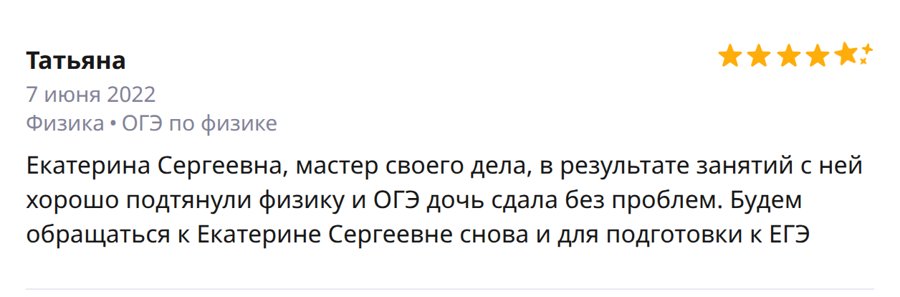 Татьяна
7 июня 2022
Физика • ОГЭ по физике
Екатерина Сергеевна, мастер своего дела, в результате занятий с ней
хорошо подтянули физику и ОГЭ дочь сдала без проблем. Будем
обращаться к Екатерине Сергеевне снова и для подготовки к ЕГЭ